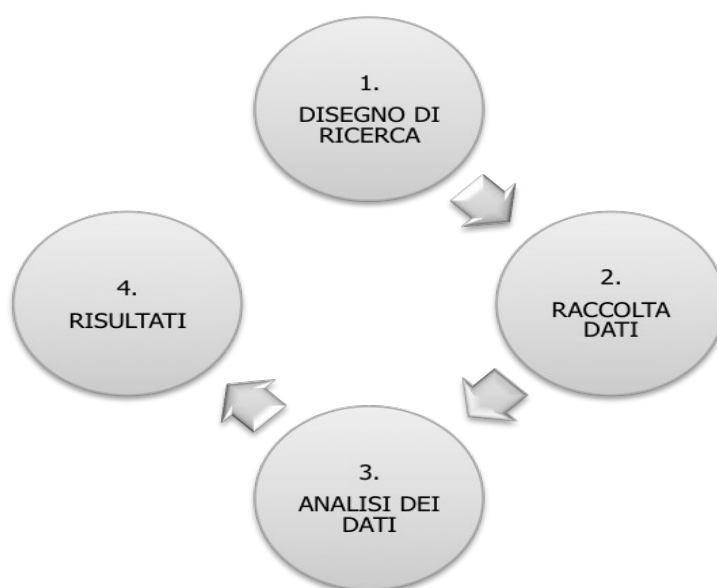 1.
DISEGNO DI
RICERCA
2.
RACCOLTA
DATI
3.
ANALISI DEI
DATI
4.
RISULTATI